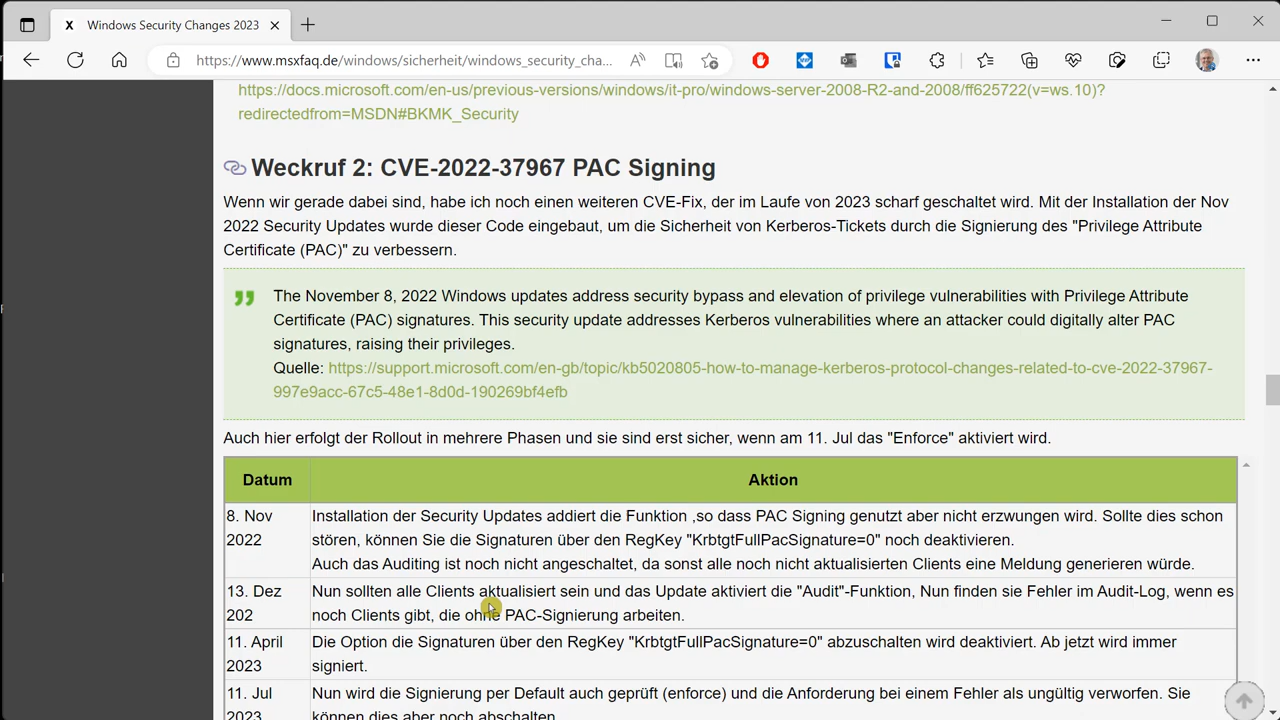 Windows Security Changes 2023
https://www.msxfaq.de/windows/sicherheit/windows_security_cha...
https://docs.microsoft.com/en-us/previous-versions/windows/it-pro/windows-server-2008-R2-and-2008/ff625722(v=ws.10)?
redirectedfrom=MSDN#BKMK_Security
Weckruf 2: CVE-2022-37967 PAC Signing
Wenn wir gerade dabei sind, habe ich noch einen weiteren CVE-Fix, der im Laufe von 2023 scharf geschaltet wird. Mit der Installation der Nov
2022 Security Updates wurde dieser Code eingebaut, um die Sicherheit von Kerberos-Tickets durch die Signierung des "Privilege Attribute
Certificate (PAC)" zu verbessern.
The November 8, 2022 Windows updates address security bypass and elevation of privilege vulnerabilities with Privilege Attribute
Certificate (PAC) signatures. This security update addresses Kerberos vulnerabilities where an attacker could digitally alter PAC
signatures, raising their privileges.
Quelle: https://support.microsoft.com/en-gb/topic/kb5020805-how-to-manage-kerberos-protocol-changes-related-to-cve-2022-37967-
997e9acc-67c5-48e1-8d0d-190269bf4efb
Auch hier erfolgt der Rollout in mehrere Phasen und sie sind erst sicher, wenn am 11. Jul das "Enforce" aktiviert wird.
Datum Aktion
8. Nov
2022
Installation der Security Updates addiert die Funktion ,so dass PAC Signing genutzt aber nicht erzwungen wird. Sollte dies schon
stören, können Sie die Signaturen über den RegKey "KrbtgtFullPacSignature=0" noch deaktivieren.
Auch das Auditing ist noch nicht angeschaltet, da sonst alle noch nicht aktualisierten Clients eine Meldung generieren würde.
13. Dez
202
Nun sollten alle Clients aktualisiert sein und das Update aktiviert die "Audit"-Funktion, Nun finden sie Fehler im Audit-Log, wenn es
noch Clients gibt, die ohne PAC-Signierung arbeiten.
11. April
2023
Die Option die Signaturen über den RegKey "KrbtgtFullPacSignature=0" abzuschalten wird deaktiviert. Ab jetzt wird immer
signiert.
11. Jul
2023
Nun wird die Signierung per Default auch geprüft (enforce) und die Anforderung bei einem Fehler als ungültig verworfen. Sie
können dies aber noch abschalten